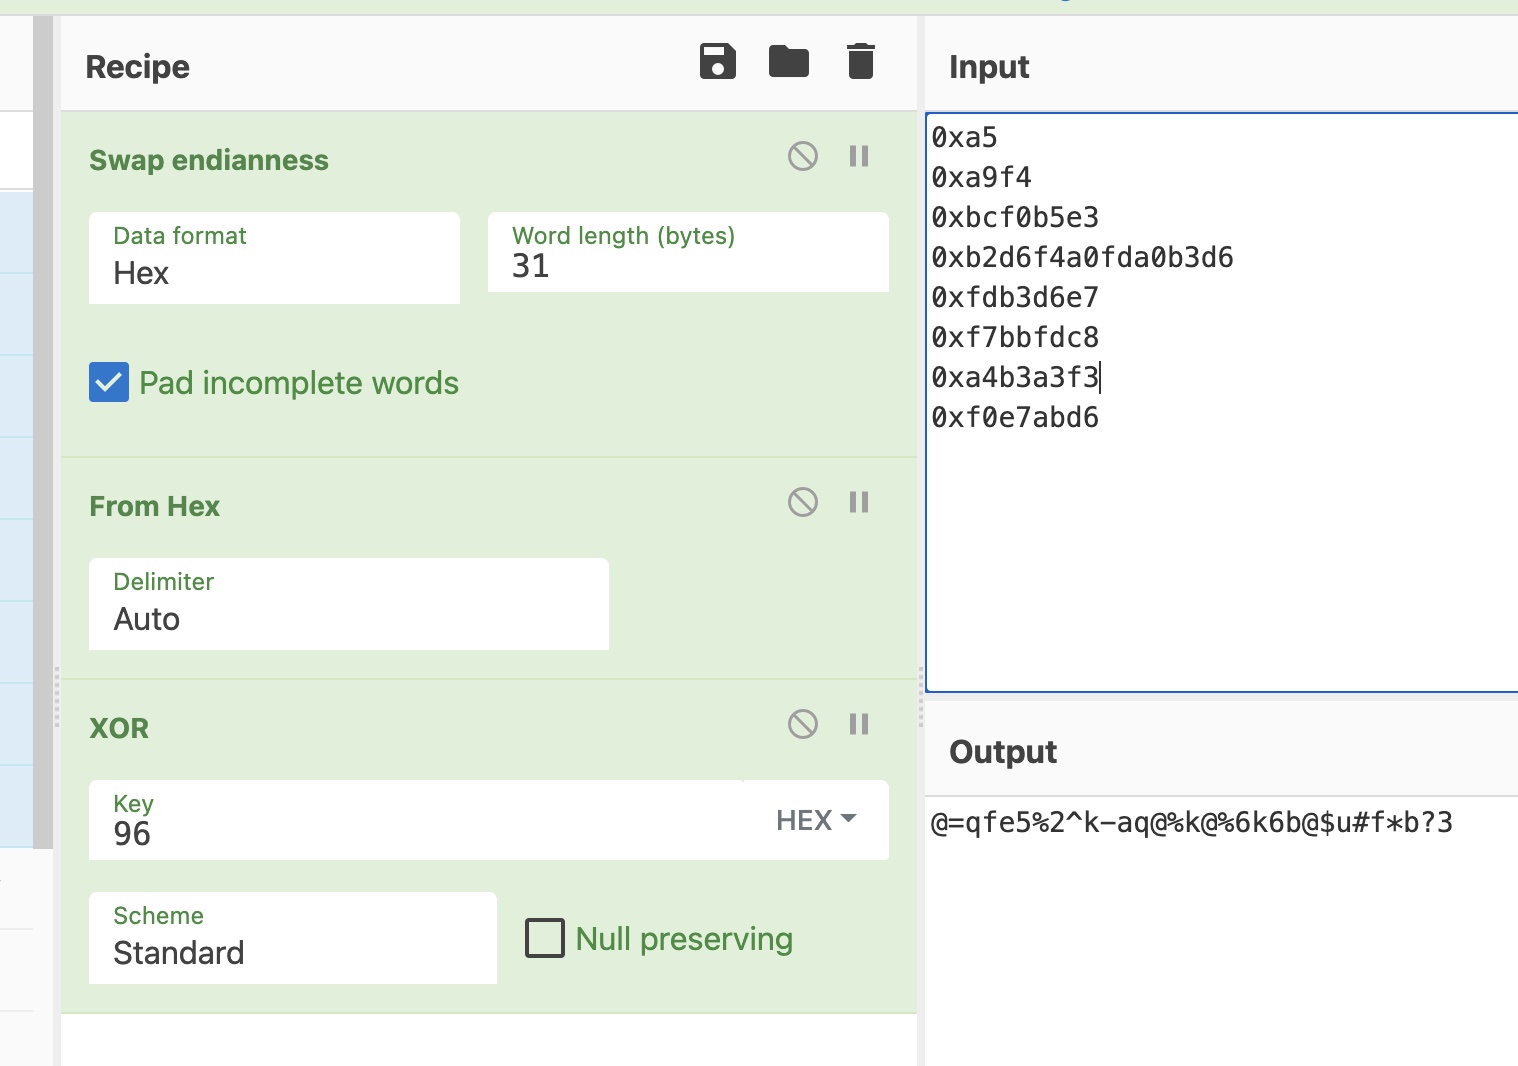 Recipe
Swap endianness
Data format
Hex
Word length (bytes)
31
Pad incomplete words
From Hex
Delimiter
Auto
XOR
Key
96
HEX
Scheme
Standard
Null preserving
Input
0xa5
0xa9f4
0xbcf0b5e3
0xb2d6f4a0fda0b3d6
0xfdb3d6e7
0xf7bbfdc8
0xa4b3a3f3
0xf0e7abd6
Output
@=qfe5%2^k-aq@%k@%6k6b@$u#f*b?3